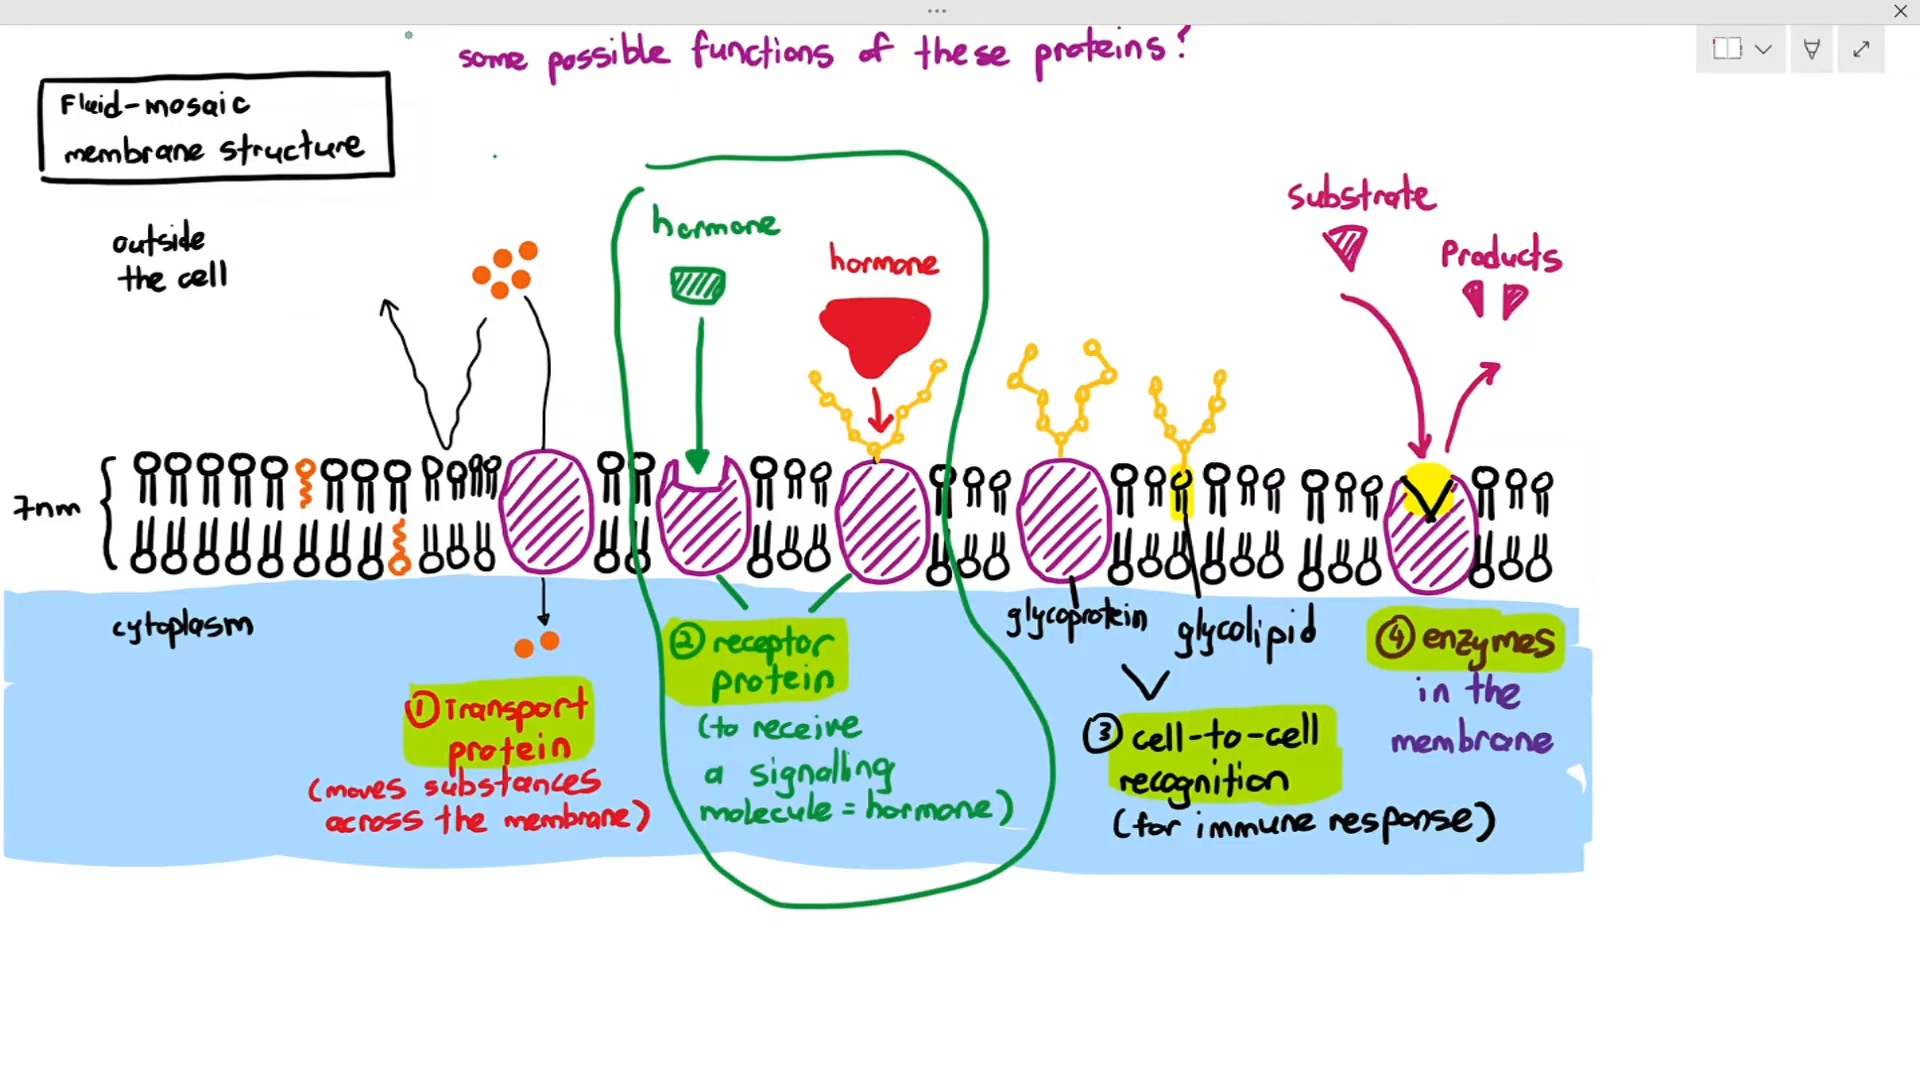 some possible functions of these proteins?
Fluid-mosaic
membrane structure
outside
the cell
hormone
hormone
substrate
Products
7nm
cytoplasm
① Transport
protein
(moves substances
across the membrane)
② receptor
protein
(to receive
a signalling
molecule = hormone)
glycoprotein
glycolipid
③ cell-to-cell
recognition
(for immune response)
④ enzymes
in the
membrane